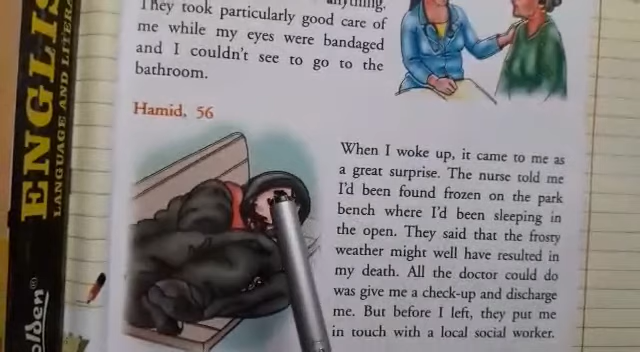 anything.
They took particularly good care of
me while my eyes were bandaged
and I couldn't see to go to the
bathroom.
Hamid, 56
When I woke up, it came to me as
a great surprise. The nurse told me
I'd been found frozen on the park
bench where I'd been sleeping in
the open. They said that the frosty
weather might well have resulted in
my death. All the doctor could do
was give me a check-up and discharge
me. But before I left, they put me
in touch with a local social worker.
ENGLIS
LANGUAGE AND LITERA
olden®